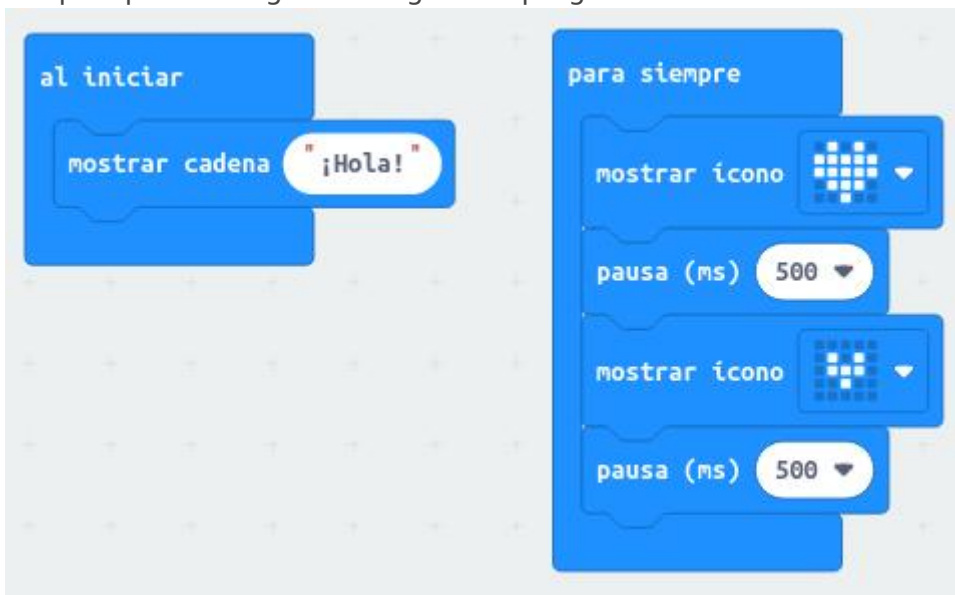 al iniciar
mostrar cadena "¡Hola!"
para siempre
mostrar ícono
pausa (ms) 500
mostrar ícono
pausa (ms) 500